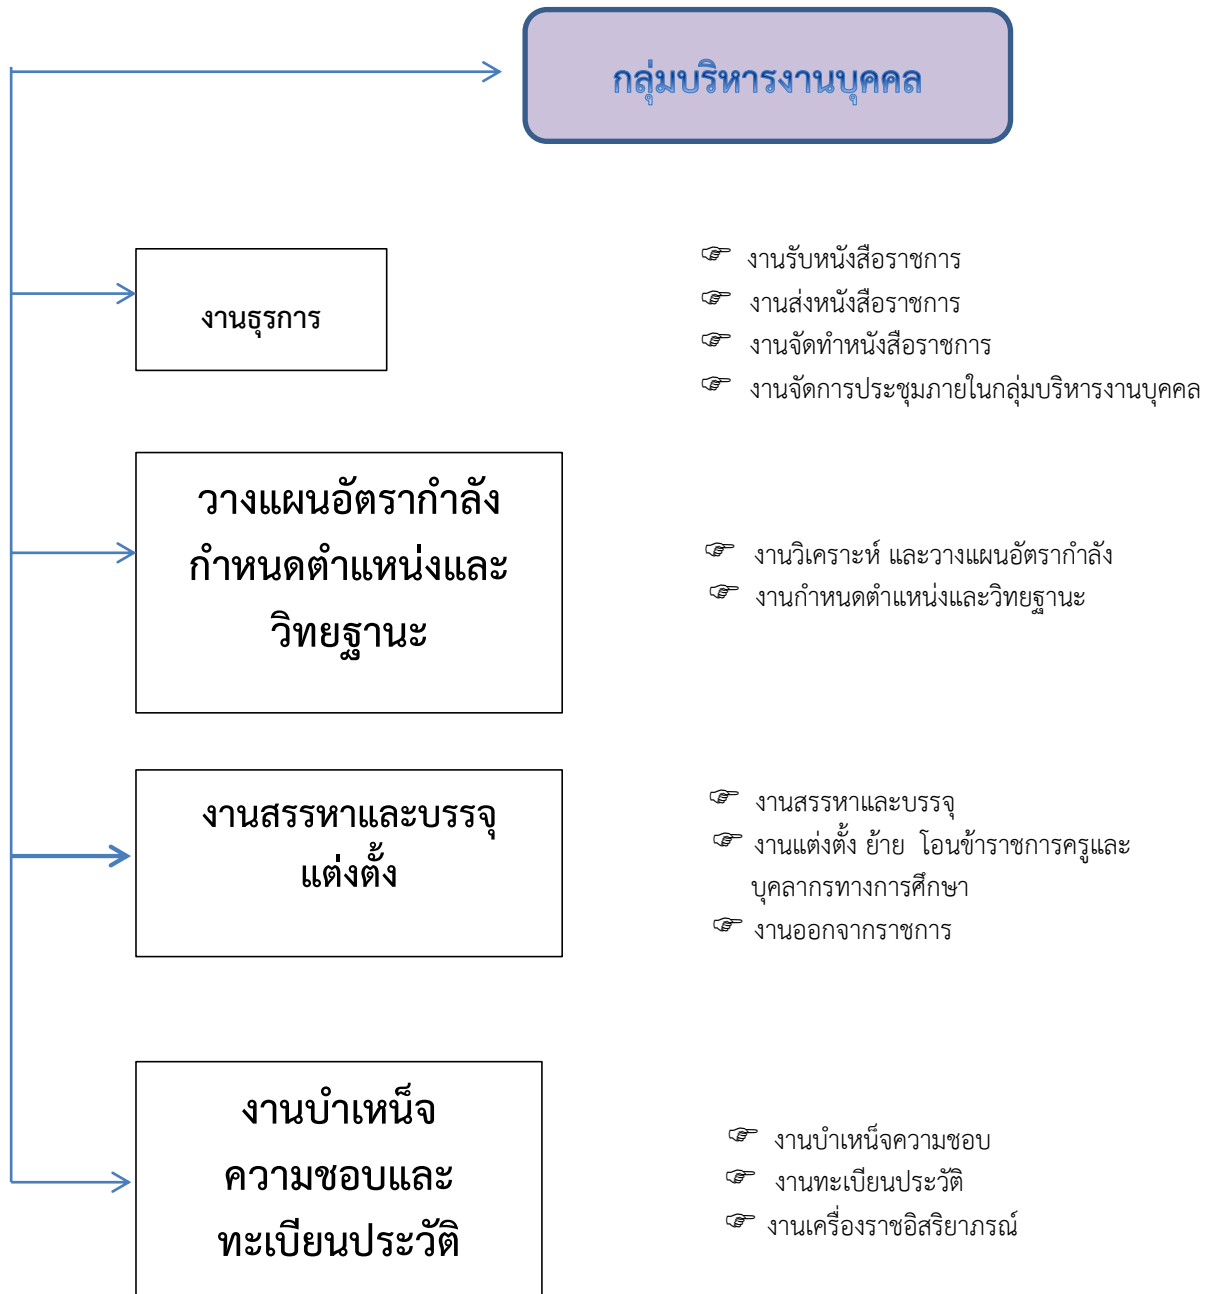 กลุ่มบริหารงานบุคคล
งานธุรการ
☞ งานรับหนังสือราชการ
☞ งานส่งหนังสือราชการ
☞ งานจัดทำหนังสือราชการ
☞ งานจัดการประชุมภายในกลุ่มบริหารงานบุคคล
วางแผนอัตรากำลัง
กำหนดตำแหน่งและ
วิทยฐานะ
☞ งานวิเคราะห์ และวางแผนอัตรากำลัง
☞ งานกำหนดตำแหน่งและวิทยฐานะ
งานสรรหาและบรรจุ
แต่งตั้ง
☞ งานสรรหาและบรรจุ
☞ งานแต่งตั้ง ย้าย โอนข้าราชการครูและ
บุคลากรทางการศึกษา
☞ งานออกจากราชการ
งานบำเหน็จ
ความชอบและ
ทะเบียนประวัติ
☞ งานบำเหน็จความชอบ
☞ งานทะเบียนประวัติ
☞ งานเครื่องราชอิสริยาภรณ์